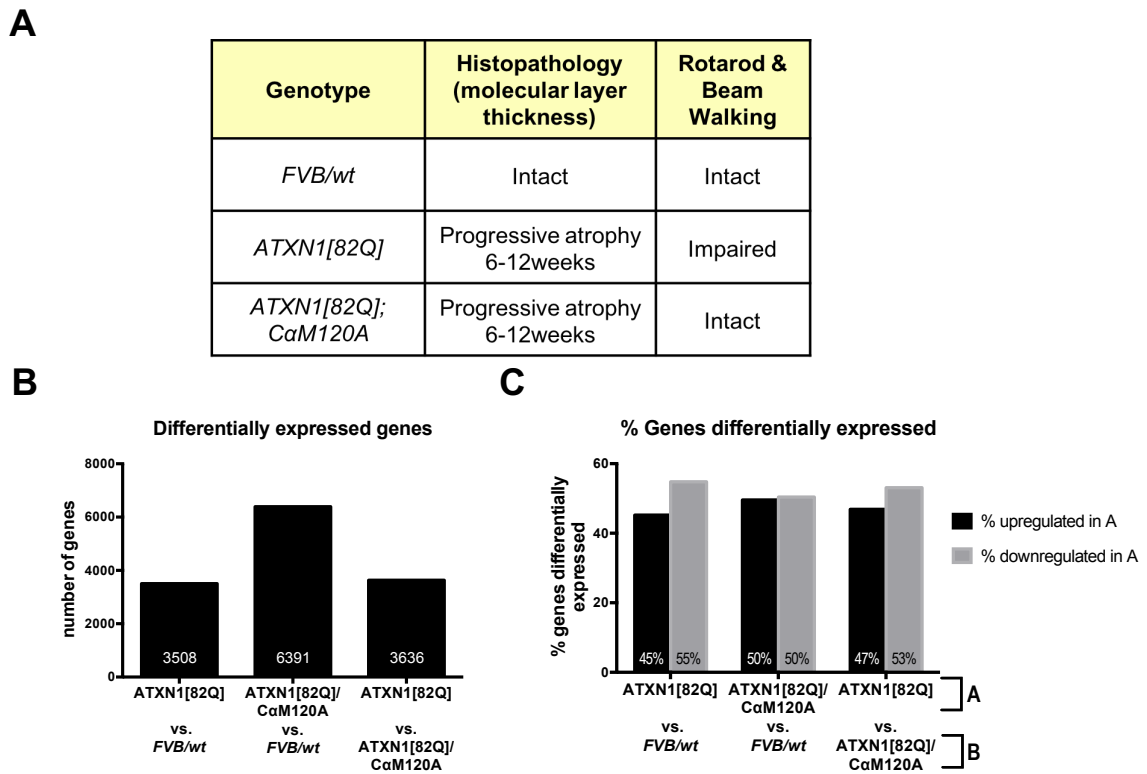 A
Genotype
Histopathology
(molecular layer
thickness)
Rotarod &
Beam
Walking
FVB/wt
Intact
Intact
ATXN1[82Q]
Progressive atrophy
6-12weeks
Impaired
ATXN1[82Q];
CαM120A
Progressive atrophy
6-12weeks
Intact
B
Differentially expressed genes
number of genes
8000
6000
4000
2000
0
3508
6391
3636
ATXN1[82Q]
vs.
FVB/wt
ATXN1[82Q]/
CαM120A
vs.
FVB/wt
ATXN1[82Q]
vs.
ATXN1[82Q]/
CαM120A
C
% Genes differentially expressed
% genes differentially
expressed
60
40
20
0
45%
55%
50%
50%
47%
53%
ATXN1[82Q]
vs.
FVB/wt
ATXN1[82Q]/
CαM120A
vs.
FVB/wt
ATXN1[82Q]
vs.
ATXN1[82Q]/
CαM120A
A
B
% upregulated in A
% downregulated in A